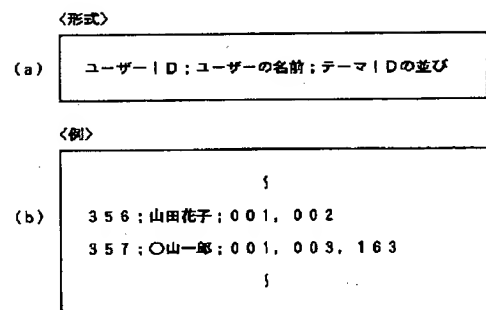 〈形式〉
(a) ユーザーID;ユーザーの名前;テーマIDの並び
〈例〉
(b)
356;山田花子;001,002
357;〇山一郎;001,003,163